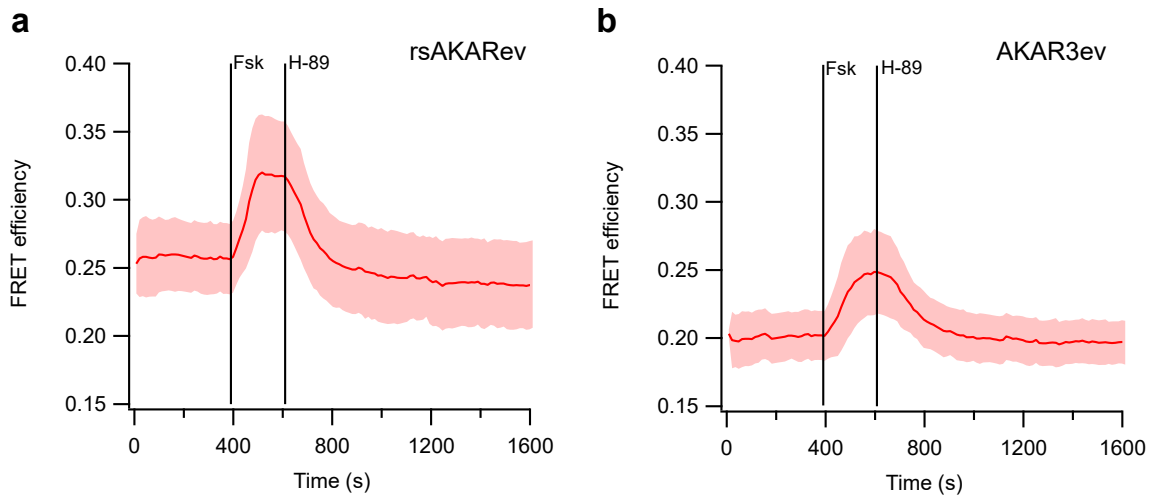 a
rsAKARev
Fsk
H-89
0.40
0.35
0.30
0.25
0.20
0.15
FRET efficiency
0 400 800 1200 1600
Time (s)
b
AKAR3ev
Fsk
H-89
0.40
0.35
0.30
0.25
0.20
0.15
FRET efficiency
0 400 800 1200 1600
Time (s)